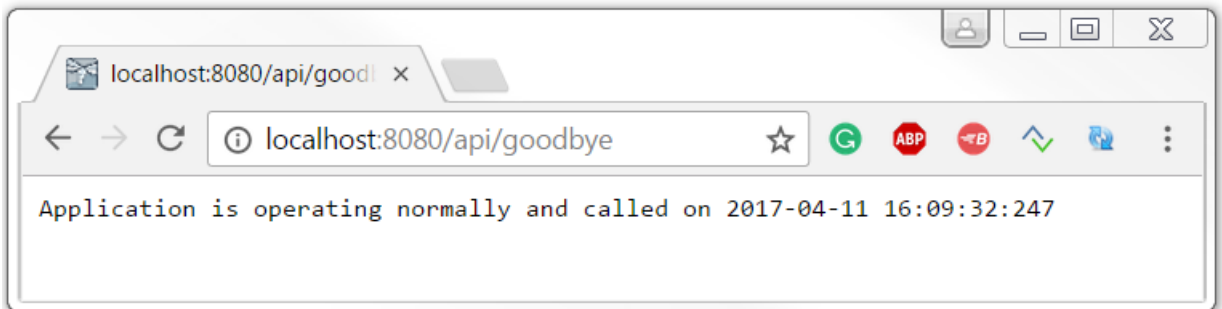 localhost:8080/api/good
localhost:8080/api/goodbye
ABP
B
Application is operating normally and called on 2017-04-11 16:09:32:247